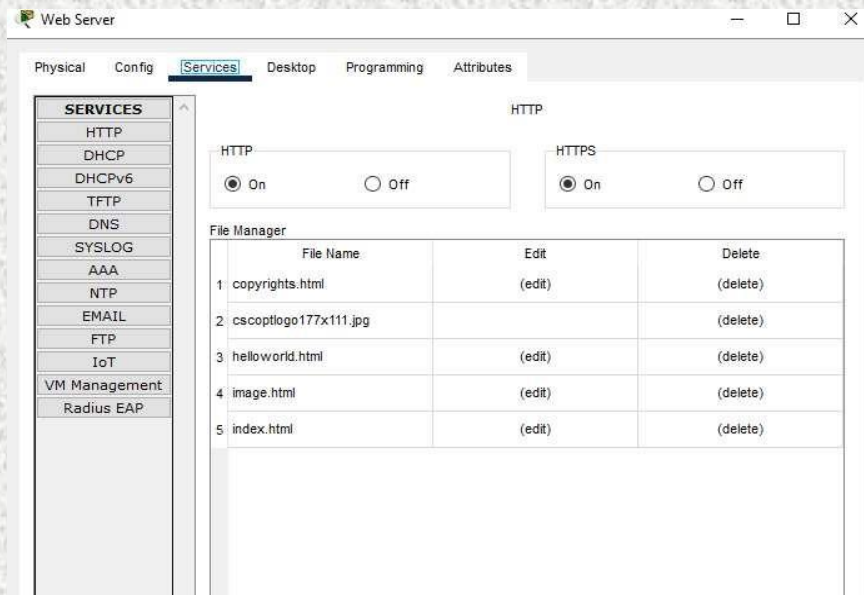 Web Server
Physical Config Services Desktop Programming Attributes
SERVICES
HTTP
DHCP
DHCPv6
TFTP
DNS
SYSLOG
AAA
NTP
EMAIL
FTP
IoT
VM Management
Radius EAP
HTTP
HTTP
On Off
HTTPS
On Off
File Manager
File Name Edit Delete
1 copyrights.html (edit) (delete)
2 cscoptlogo177x111.jpg (delete)
3 helloworld.html (edit) (delete)
4 image.html (edit) (delete)
5 index.html (edit) (delete)